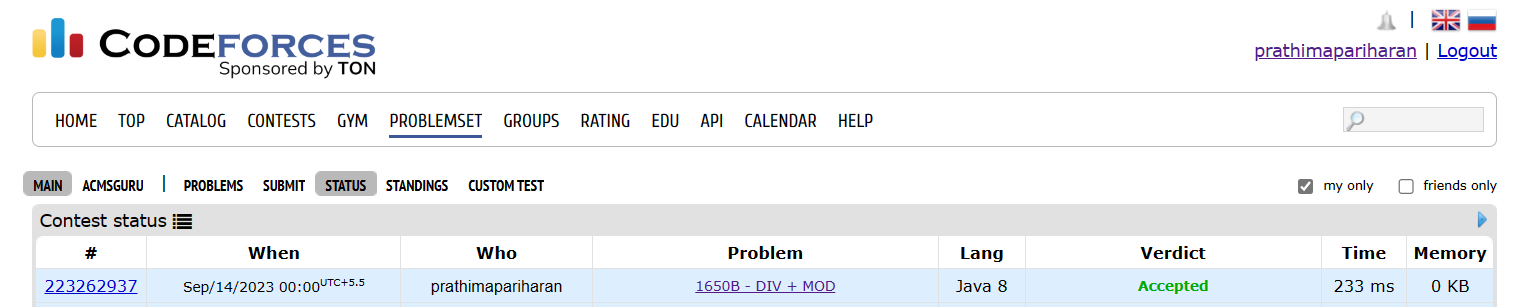 CODEFORCES
Sponsored by TON
prathimapariharan | Logout
HOME TOP CATALOG CONTESTS GYM PROBLEMSET GROUPS RATING EDU API CALENDAR HELP
MAIN ACMSGURU | PROBLEMS SUBMIT STATUS STANDINGS CUSTOM TEST my only friends only
Contest status
# When Who Problem Lang Verdict Time Memory
223262937 Sep/14/2023 00:00UTC+5.5 prathimapariharan 1650B - DIV + MOD Java 8 Accepted 233 ms 0 KB